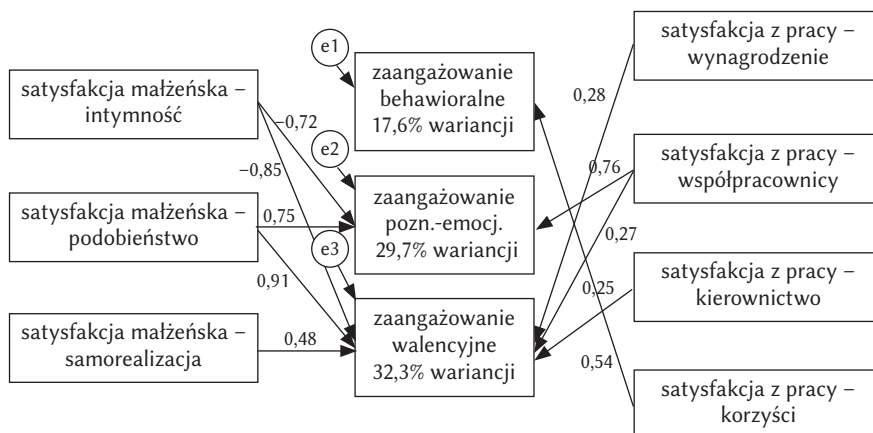 satysfakcja małżeńska –
intymność
satysfakcja małżeńska –
podobieństwo
satysfakcja małżeńska –
samorealizacja
−0,72
−0,85
0,75
0,91
0,48
e1
zaangażowanie
behawioralne
17,6% wariancji
e2
zaangażowanie
pozn.-emocj.
29,7% wariancji
e3
zaangażowanie
walencyjne
32,3% wariancji
0,28
0,76
0,27
0,25
0,54
satysfakcja z pracy –
wynagrodzenie
satysfakcja z pracy –
współpracownicy
satysfakcja z pracy –
kierownictwo
satysfakcja z pracy –
korzyści